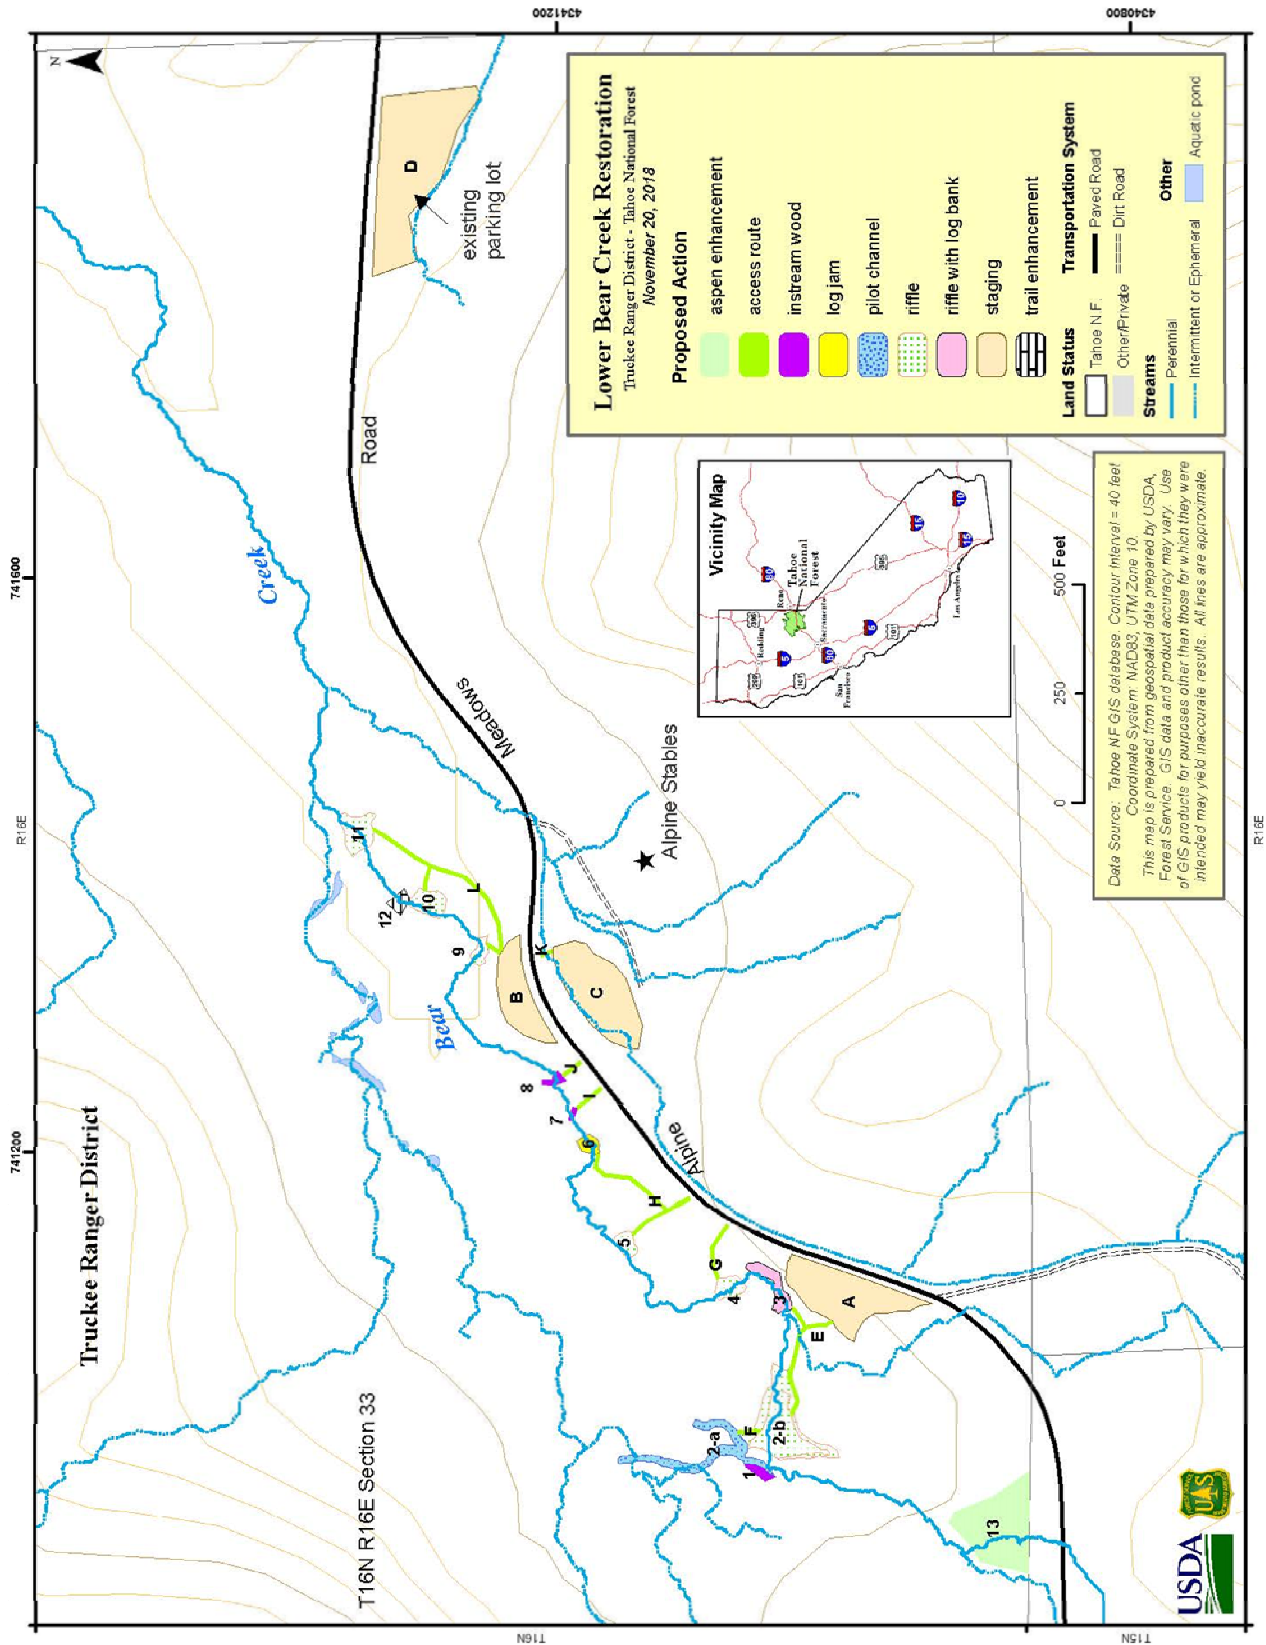 Truckee Ranger District
T16N R16E Section 33
741200
741600
R16E
R16E
4341200
4340800
T16N
T15N
N
Bear
Creek
Alpine
Meadows
Road
Alpine Stables
existing
parking lot
1
2-a
2-b
3
4
5
6
7
8
9
10
11
12
13
A
B
C
D
E
F
G
H
I
J
K
L
Lower Bear Creek Restoration
Truckee Ranger District - Tahoe National Forest
November 20, 2018
Proposed Action
aspen enhancement
access route
instream wood
log jam
pilot channel
riffle
riffle with log bank
staging
trail enhancement
Land Status
Tahoe N.F.
Other/Private
Transportation System
Paved Road
Dirt Road
Streams
Perennial
Intermittent or Ephemeral
Other
Aquatic pond
Vicinity Map
Redding
Reno
Tahoe
National
Forest
Sacramento
San
Francisco
Los Angeles
0 250 500 Feet
Data Source: Tahoe NF GIS database. Contour Interval = 40 feet
Coordinate System: NAD83, UTM Zone 10.
This map is prepared from geospatial data prepared by USDA,
Forest Service. GIS data and product accuracy may vary. Use
of GIS products for purposes other than those for which they were
intended may yield inaccurate results. All lines are approximate.
USDA
UAS